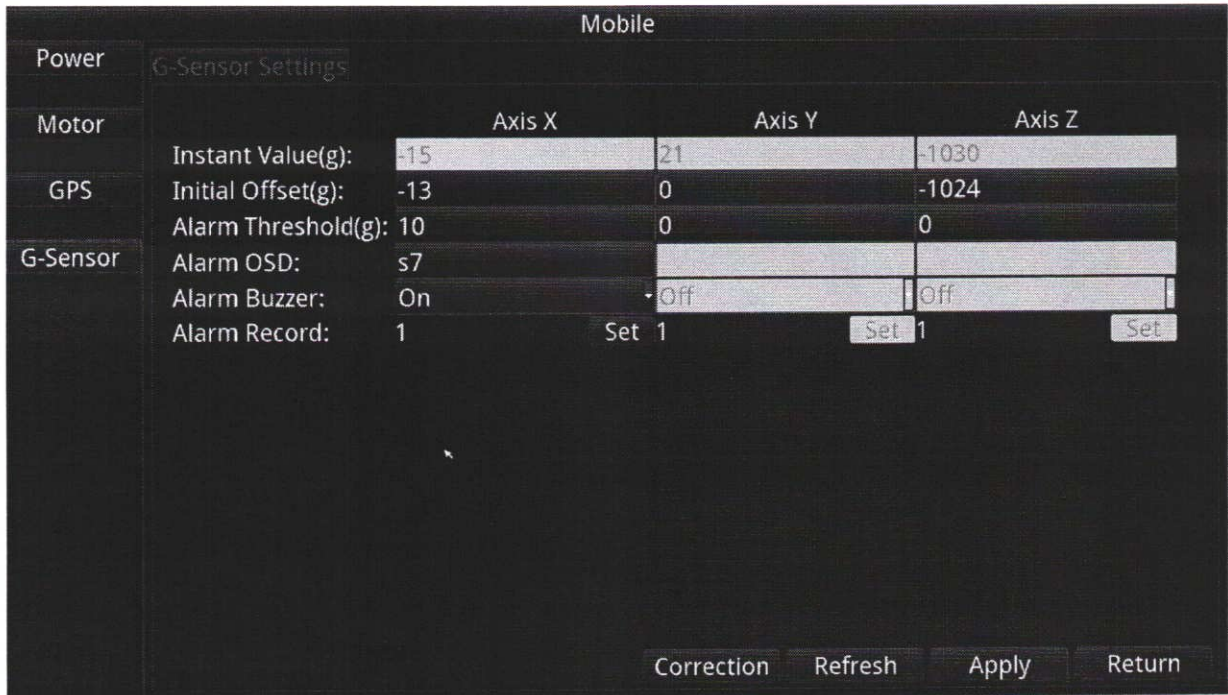 Mobile
Power
G-Sensor Settings
Motor
Axis X Axis Y Axis Z
Instant Value(g): -15 21 -1030
GPS
Initial Offset(g): -13 0 -1024
Alarm Threshold(g): 10 0 0
G-Sensor
Alarm OSD: s7
Alarm Buzzer: On Off Off
Alarm Record: 1 Set 1 Set 1 Set
Correction Refresh Apply Return